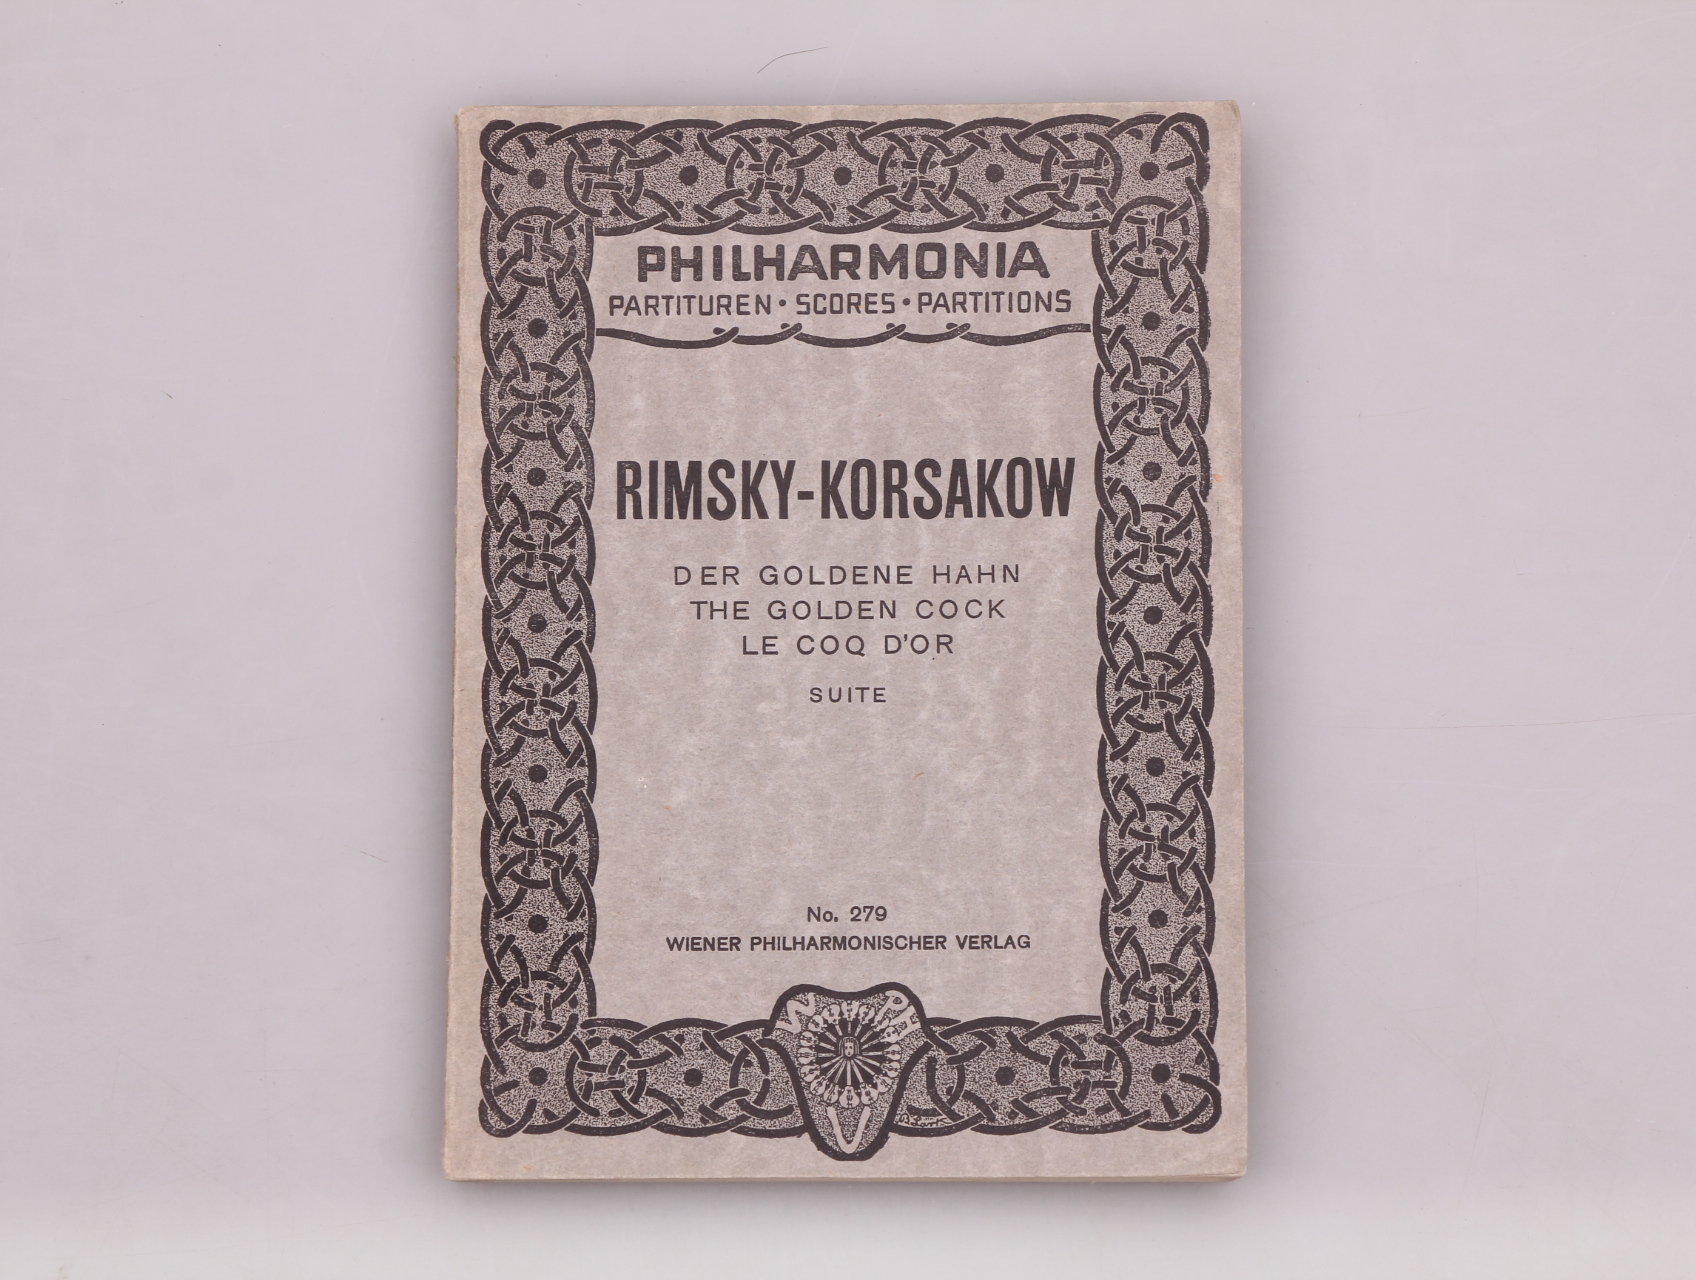 PHILHARMONIA
PARTITUREN • SCORES • PARTITIONS
RIMSKY-KORSAKOW
DER GOLDENE HAHN
THE GOLDEN COCK
LE COQ D'OR
SUITE
No. 279
WIENER PHILHARMONISCHER VERLAG
W PH
V